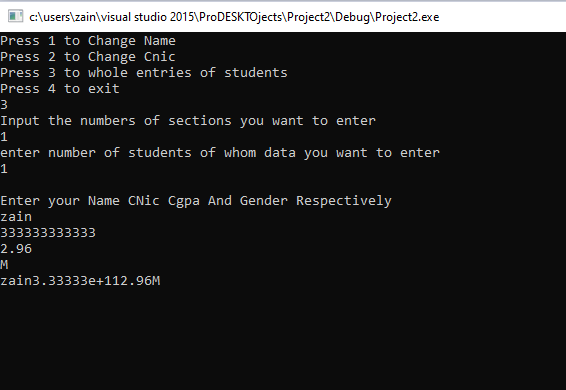 c:\users\zain\visual studio 2015\ProDESKTOjects\Project2\Debug\Project2.exe
Press 1 to Change Name
Press 2 to Change Cnic
Press 3 to whole entries of students
Press 4 to exit
3
Input the numbers of sections you want to enter
1
enter number of students of whom data you want to enter
1
Enter your Name CNic Cgpa And Gender Respectively
zain
333333333333
2.96
M
zain3.33333e+112.96M